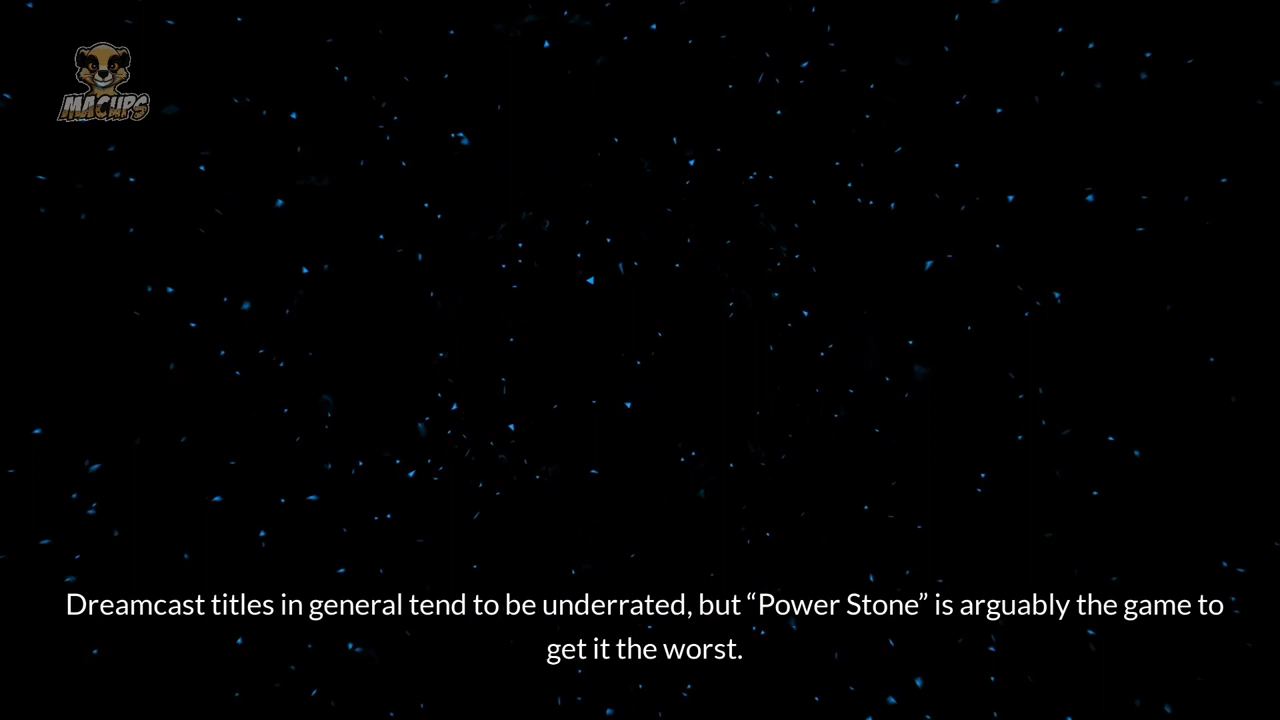 MACUPS
Dreamcast titles in general tend to be underrated, but “Power Stone” is arguably the game to
get it the worst.